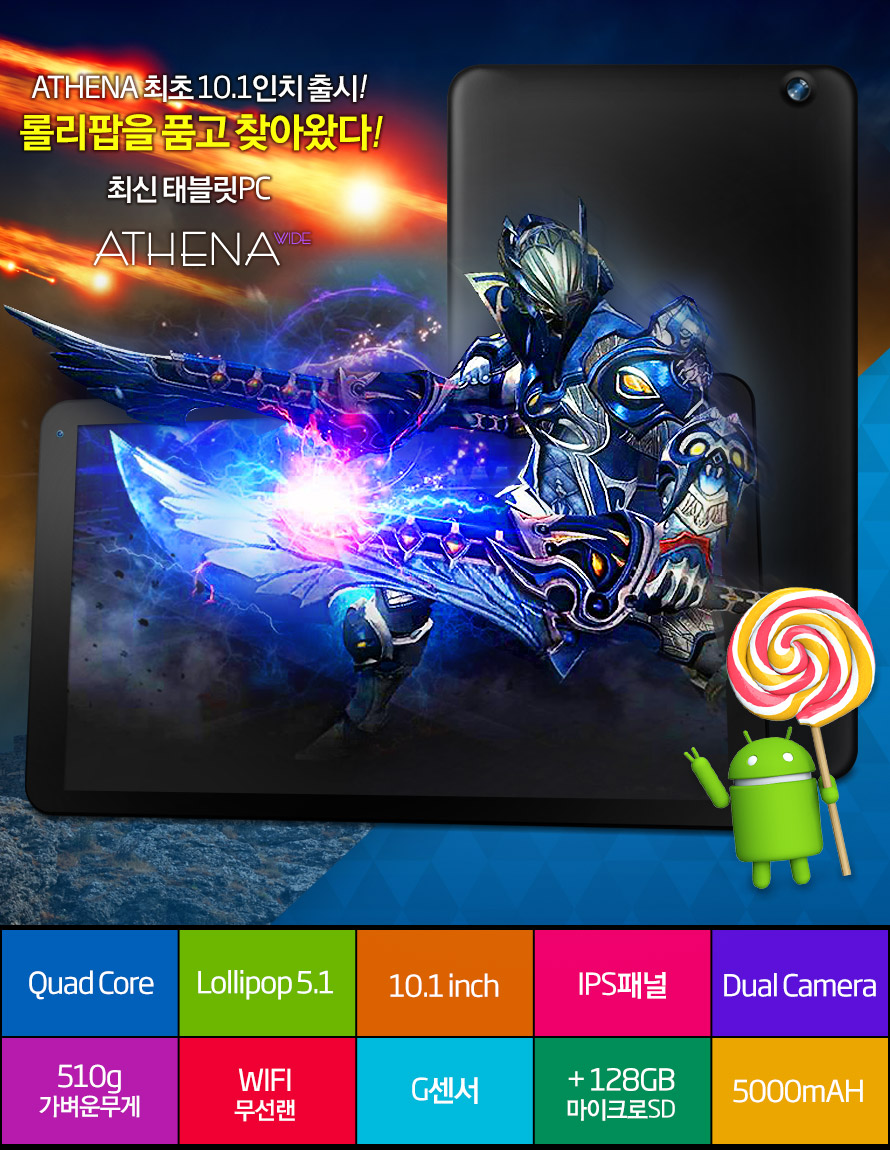 ATHENA 최초 10.1인치 출시!
롤리팝을 품고 찾아왔다!
최신 태블릿PC
ATHENA WIDE
Quad Core
Lollipop 5.1
10.1 inch
IPS패널
Dual Camera
510g
가벼운무게
WIFI
무선랜
G센서
+ 128GB
마이크로SD
5000mAH